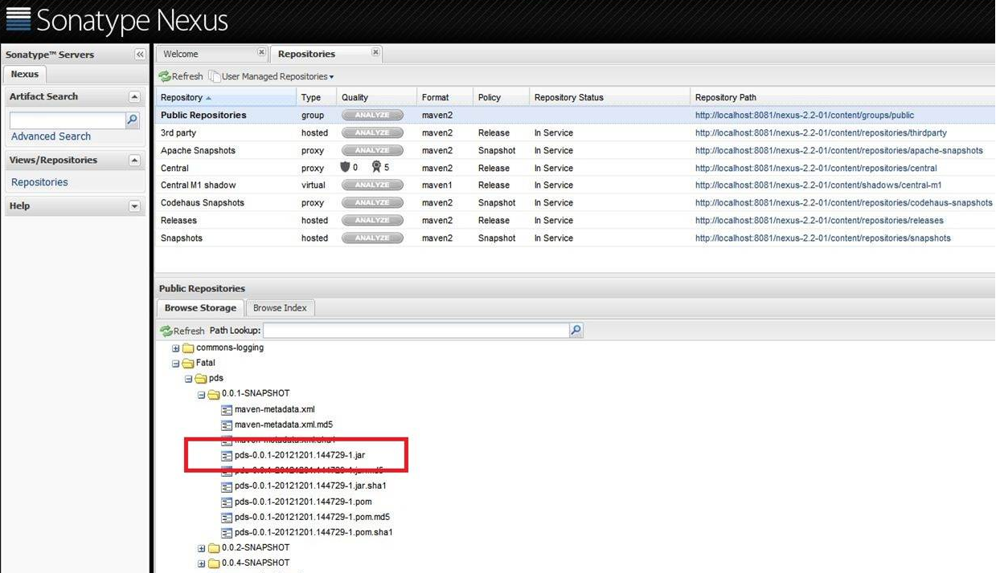 Sonatype Nexus
Sonatype™ Servers
Nexus
Artifact Search
Advanced Search
Views/Repositories
Repositories
Help
Welcome Repositories
Refresh User Managed Repositories
Repository Type Quality Format Policy Repository Status Repository Path
Public Repositories group ANALYZE maven2 http://localhost:8081/nexus-2.2-01/content/groups/public
3rd party hosted ANALYZE maven2 Release In Service http://localhost:8081/nexus-2.2-01/content/repositories/thirdparty
Apache Snapshots proxy ANALYZE maven2 Snapshot In Service http://localhost:8081/nexus-2.2-01/content/repositories/apache-snapshots
Central proxy 0 5 maven2 Release In Service http://localhost:8081/nexus-2.2-01/content/repositories/central
Central M1 shadow virtual ANALYZE maven1 Release In Service http://localhost:8081/nexus-2.2-01/content/shadows/central-m1
Codehaus Snapshots proxy ANALYZE maven2 Snapshot In Service http://localhost:8081/nexus-2.2-01/content/repositories/codehaus-snapshots
Releases hosted ANALYZE maven2 Release In Service http://localhost:8081/nexus-2.2-01/content/repositories/releases
Snapshots hosted ANALYZE maven2 Snapshot In Service http://localhost:8081/nexus-2.2-01/content/repositories/snapshots
Public Repositories
Browse Storage Browse Index
Refresh Path Lookup:
commons-logging
Fatal
pds
0.0.1-SNAPSHOT
maven-metadata.xml
maven-metadata.xml.md5
maven-metadata.xml.sha1
pds-0.0.1-20121201.144729-1.jar
pds-0.0.1-20121201.144729-1.jar.md5
pds-0.0.1-20121201.144729-1.jar.sha1
pds-0.0.1-20121201.144729-1.pom
pds-0.0.1-20121201.144729-1.pom.md5
pds-0.0.1-20121201.144729-1.pom.sha1
0.0.2-SNAPSHOT
0.0.4-SNAPSHOT